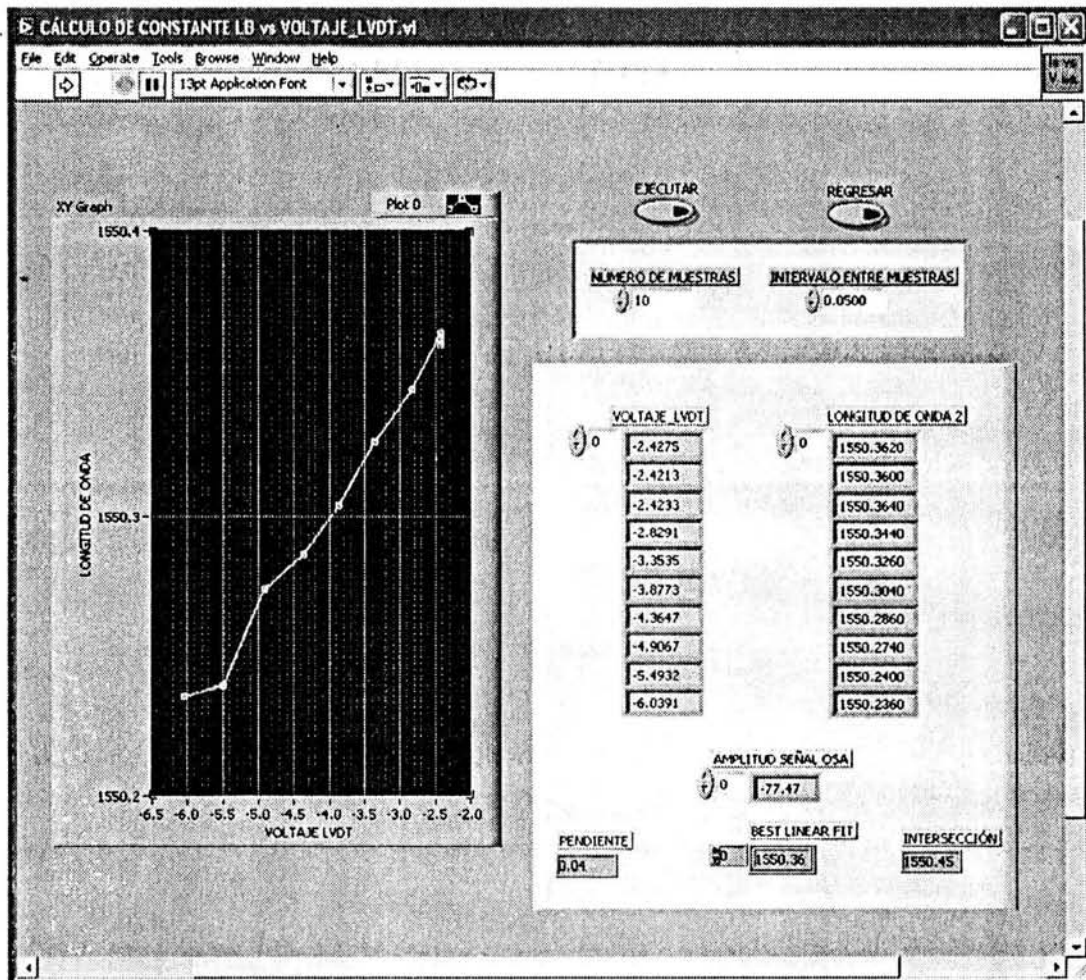 CÁLCULO DE CONSTANTE LB vs VOLTAJE_LVDT.vi
File Edit Operate Tools Browse Window Help
13pt Application Font
XY Graph
Plot 0
1550.4
1550.3
1550.2
LONGITUD DE ONDA
-6.5 -6.0 -5.5 -5.0 -4.5 -4.0 -3.5 -3.0 -2.5 -2.0
VOLTAJE LVDT
EJECUTAR
REGRESAR
NÚMERO DE MUESTRAS
10
INTERVALO ENTRE MUESTRAS
0.0500
VOLTAJE_LVDT
0
-2.4275
-2.4213
-2.4233
-2.8291
-3.3535
-3.8773
-4.3647
-4.9067
-5.4932
-6.0391
LONGITUD DE ONDA 2
0
1550.3620
1550.3600
1550.3640
1550.3440
1550.3260
1550.3040
1550.2860
1550.2740
1550.2400
1550.2360
AMPLITUD SEÑAL OSA
0
-77.47
PENDIENTE
0.04
BEST LINEAR FIT
0
1550.36
INTERSECCIÓN
1550.45